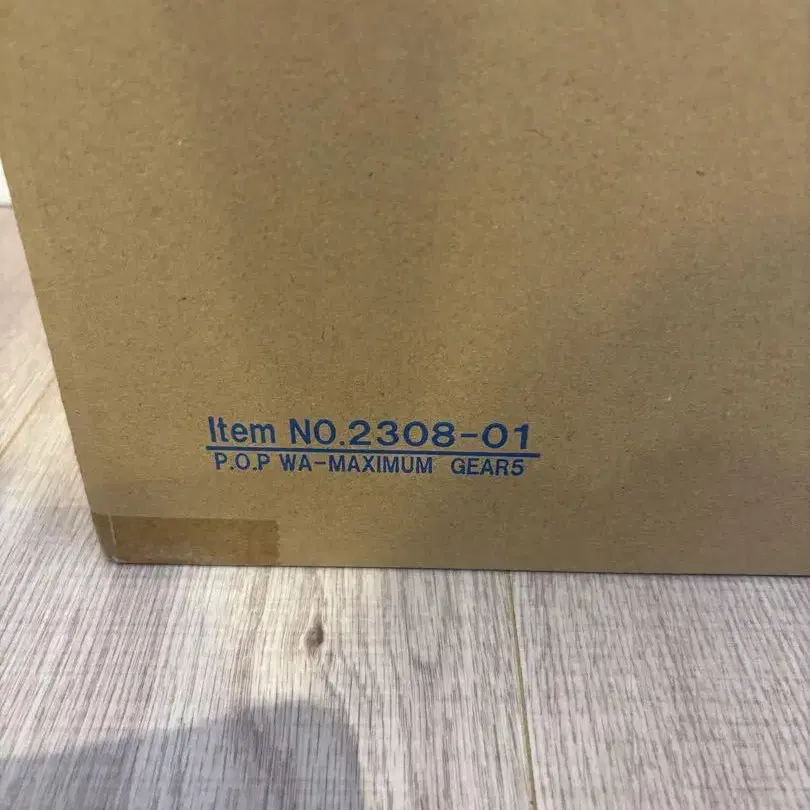 Item NO.2308-01
P.O.P WA-MAXIMUM GEAR5